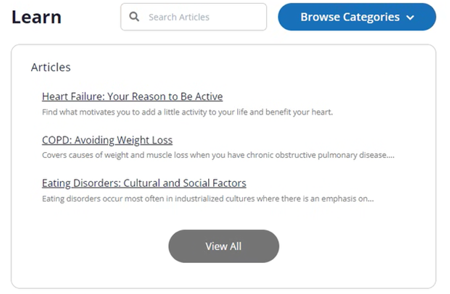 Learn
Search Articles
Browse Categories
Articles
Heart Failure: Your Reason to Be Active
Find what motivates you to add a little activity to your life and benefit your heart.
COPD: Avoiding Weight Loss
Covers causes of weight and muscle loss when you have chronic obstructive pulmonary disease....
Eating Disorders: Cultural and Social Factors
Eating disorders occur most often in industrialized cultures where there is an emphasis on...
View All